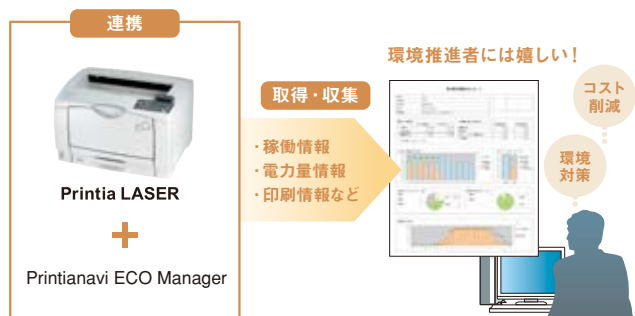 連携
Printia LASER
+
Printianavi ECO Manager
取得・収集
・稼働情報
・電力量情報
・印刷情報など
環境推進者には嬉しい！
コスト
削減
環境
対策